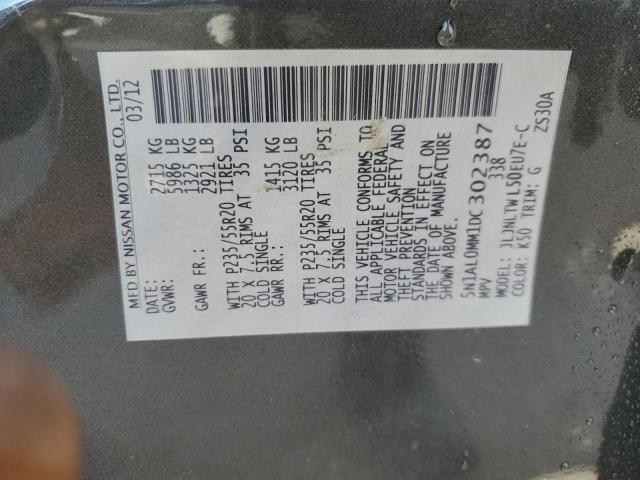 MFD BY NISSAN MOTOR CO., LTD.
DATE: 03/12
GVWR: 2715 KG
5986 LB
GAWR FR.: 1325 KG
2921 LB
WITH P235/55R20 TIRES
20 X 7.5 RIMS AT 35 PSI
COLD SINGLE
GAWR RR.: 1415 KG
3120 LB
WITH P235/55R20 TIRES
20 X 7.5 RIMS AT 35 PSI
COLD SINGLE
THIS VEHICLE CONFORMS TO
ALL APPLICABLE FEDERAL
MOTOR VEHICLE SAFETY AND
THEFT PREVENTION
STANDARDS IN EFFECT ON
THE DATE OF MANUFACTURE
SHOWN ABOVE.
5N1AL0MM1DC302387
MPV 338
MODEL: JLJNLTWL50EU7E-C
COLOR: K50 TRIM: G
ZS30A